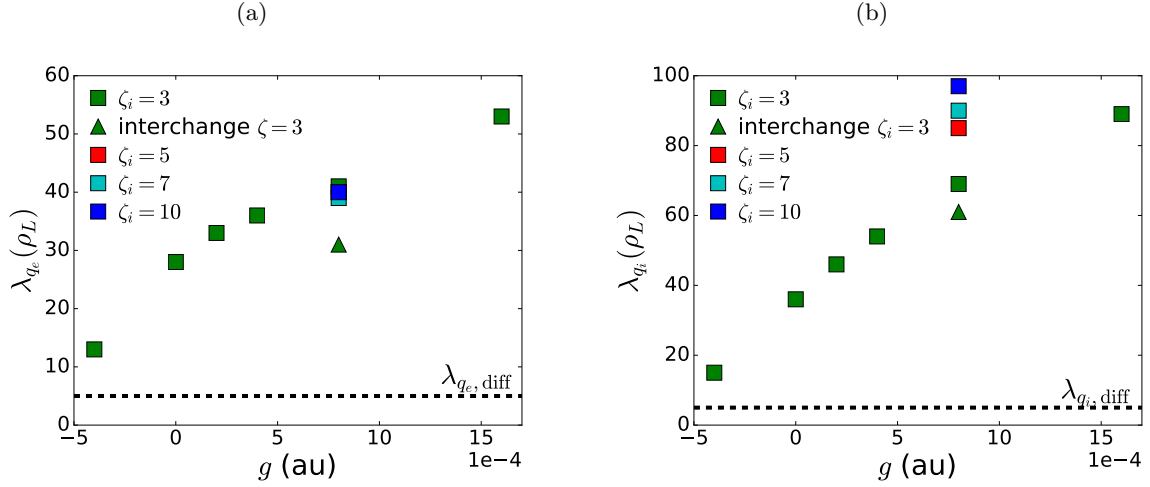 (a)
60
50
40
30
20
10
0
λ_{q_e}(ρ_L)
ζ_i = 3
interchange ζ = 3
ζ_i = 5
ζ_i = 7
ζ_i = 10
λ_{q_e, diff}
−5 0 5 10 15
1e−4
g (au)
(b)
100
80
60
40
20
0
λ_{q_i}(ρ_L)
ζ_i = 3
interchange ζ_i = 3
ζ_i = 5
ζ_i = 7
ζ_i = 10
λ_{q_i, diff}
−5 0 5 10 15
1e−4
g (au)